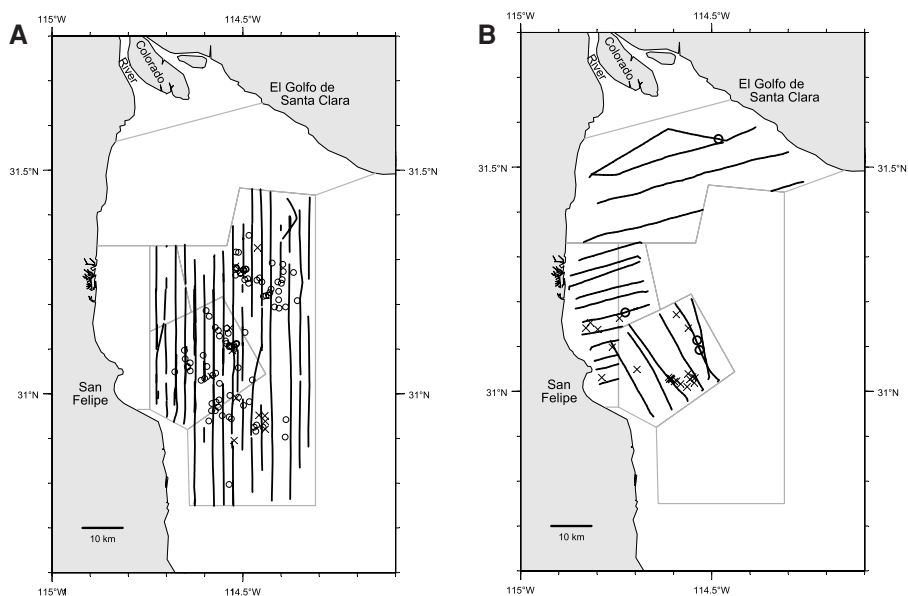 A
115°W
114.5°W
River
Colorado
El Golfo de
Santa Clara
31.5°N
31.5°N
31°N
31°N
San
Felipe
10 km
115°W
114.5°W
B
115°W
114.5°W
River
Colorado
El Golfo de
Santa Clara
31.5°N
31.5°N
31°N
31°N
San
Felipe
10 km
115°W
114.5°W